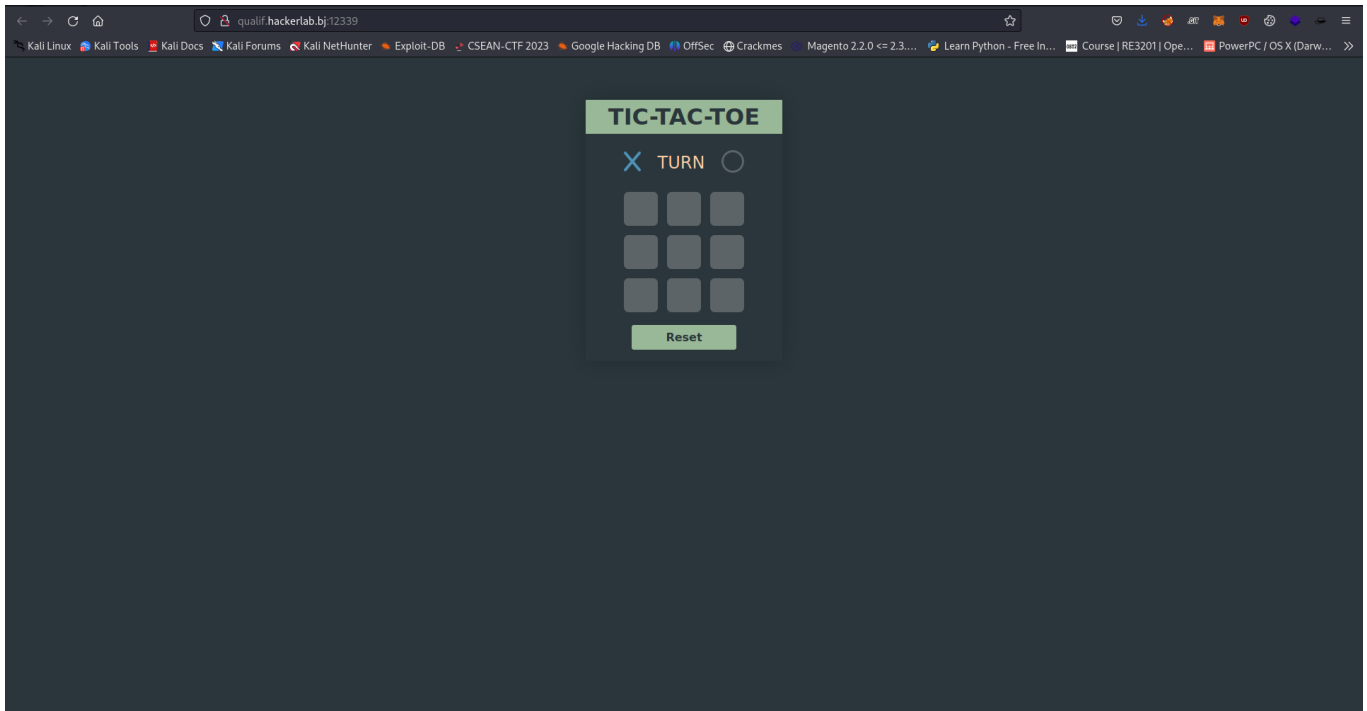 qualif.hackerlab.bj:12339
Kali Linux Kali Tools Kali Docs Kali Forums Kali NetHunter Exploit-DB CSEAN-CTF 2023 Google Hacking DB OffSec Crackmes Magento 2.2.0 <= 2.3.... Learn Python - Free In... Course | RE3201 | Ope... PowerPC / OS X (Darw...
TIC-TAC-TOE
X TURN O
Reset